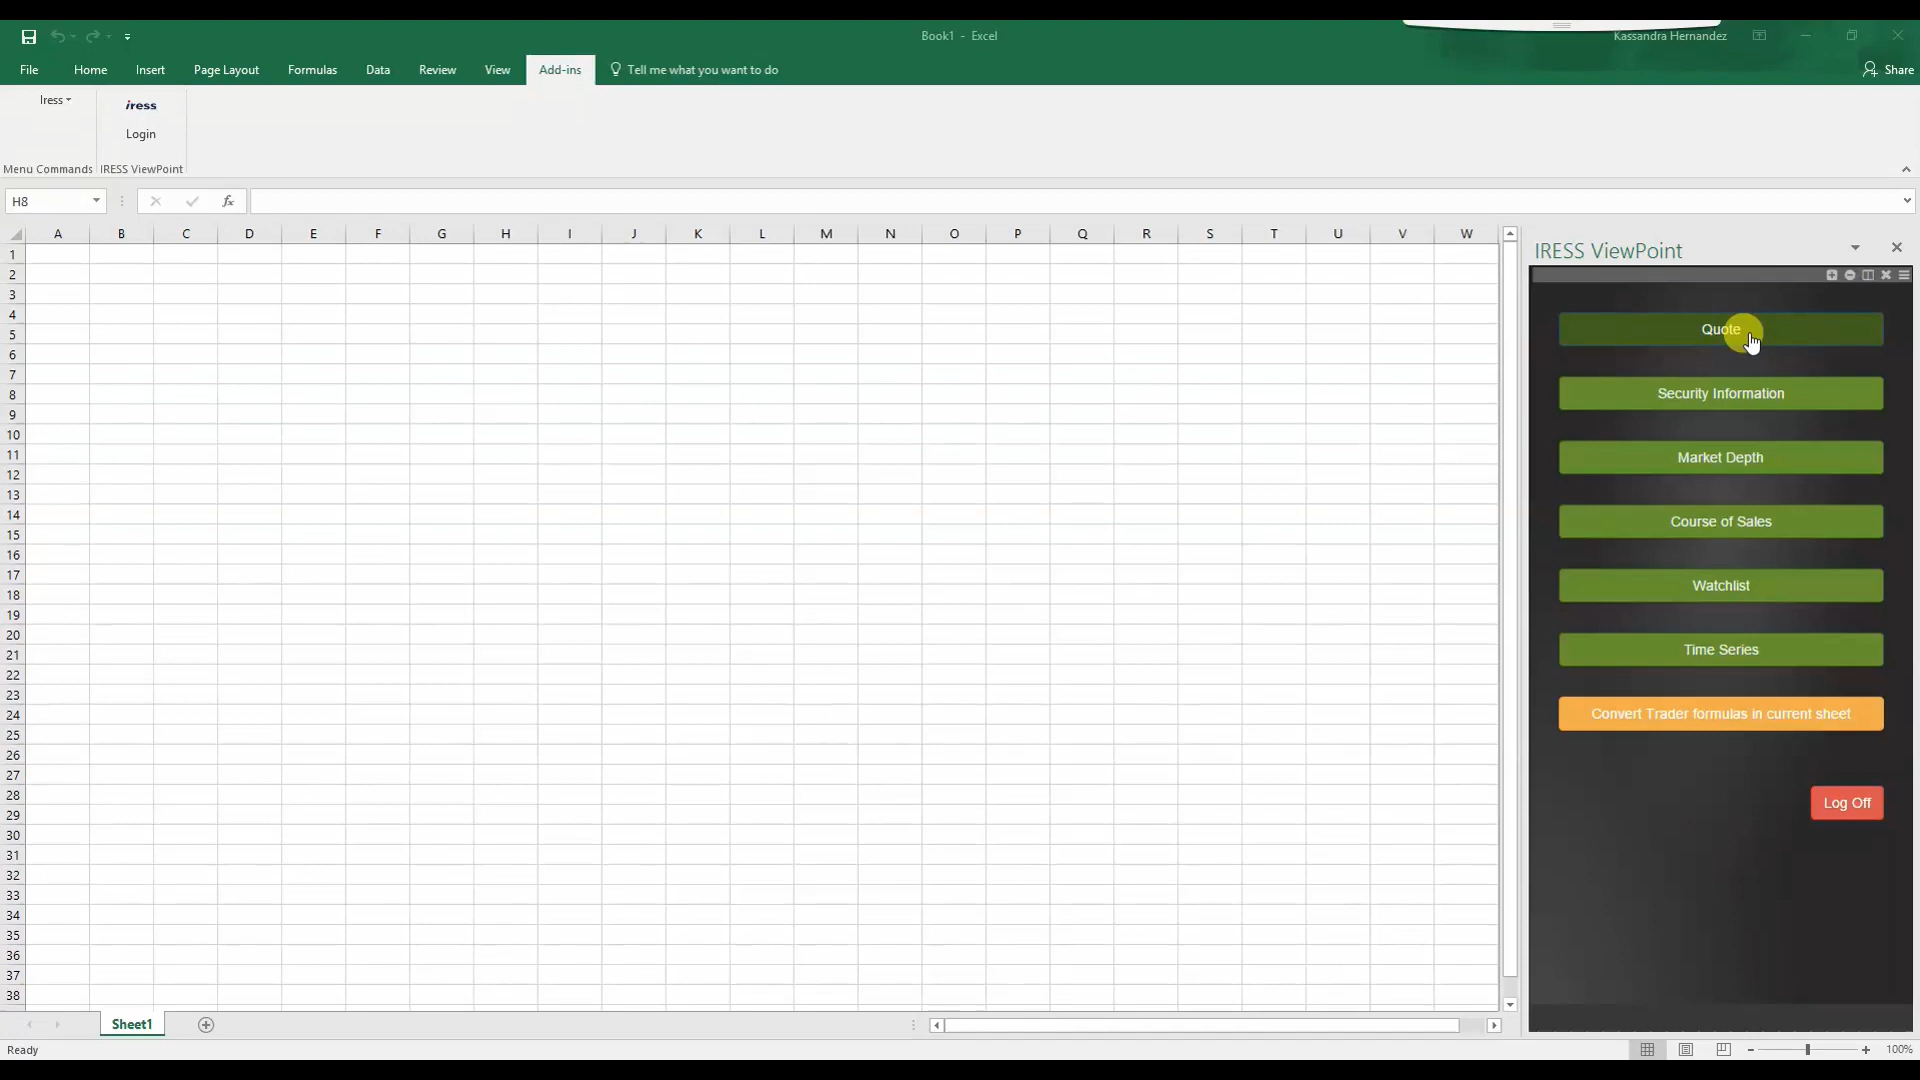 Book1 - Excel
Kassandra Hernandez
File Home Insert Page Layout Formulas Data Review View Add-ins Tell me what you want to do Share
Iress
iress
Login
Menu Commands IRESS ViewPoint
H8 fx
A B C D E F G H I J K L M N O P Q R S T U V W
1
2
3
4
5
6
7
8
9
10
11
12
13
14
15
16
17
18
19
20
21
22
23
24
25
26
27
28
29
30
31
32
33
34
35
36
37
38
IRESS ViewPoint
Quote
Security Information
Market Depth
Course of Sales
Watchlist
Time Series
Convert Trader formulas in current sheet
Log Off
Sheet1
Ready 100%